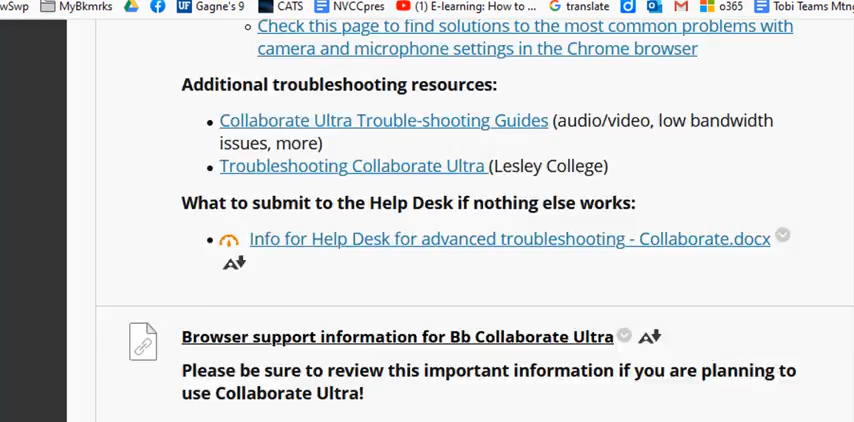 wSwp MyBkmrks Gagne's 9 CATS NVCCpres (1) E-learning: How to ... translate o365 Tobi Teams Mtng
Check this page to find solutions to the most common problems with
camera and microphone settings in the Chrome browser
Additional troubleshooting resources:
Collaborate Ultra Trouble-shooting Guides (audio/video, low bandwidth
issues, more)
Troubleshooting Collaborate Ultra (Lesley College)
What to submit to the Help Desk if nothing else works:
Info for Help Desk for advanced troubleshooting - Collaborate.docx
Browser support information for Bb Collaborate Ultra
Please be sure to review this important information if you are planning to
use Collaborate Ultra!